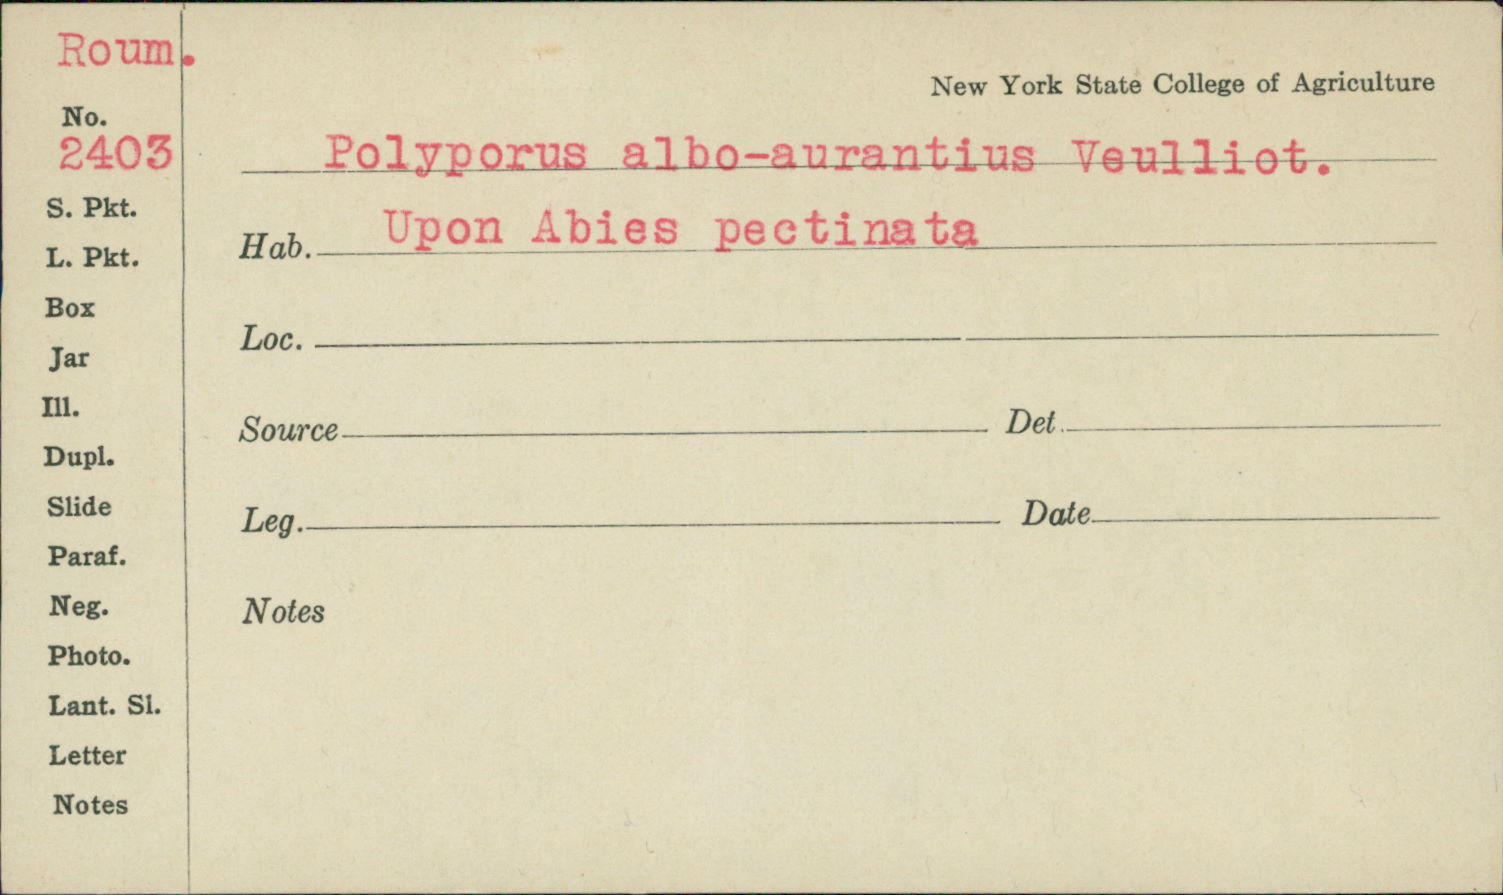 Roum.
New York State College of Agriculture
No.
2403
Polyporus albo-aurantius Veulliot.
S. Pkt.
Hab. Upon Abies pectinata
L. Pkt.
Box
Loc.
Jar
Ill.
Source Det.
Dupl.
Slide
Leg. Date
Paraf.
Neg.
Notes
Photo.
Lant. Sl.
Letter
Notes